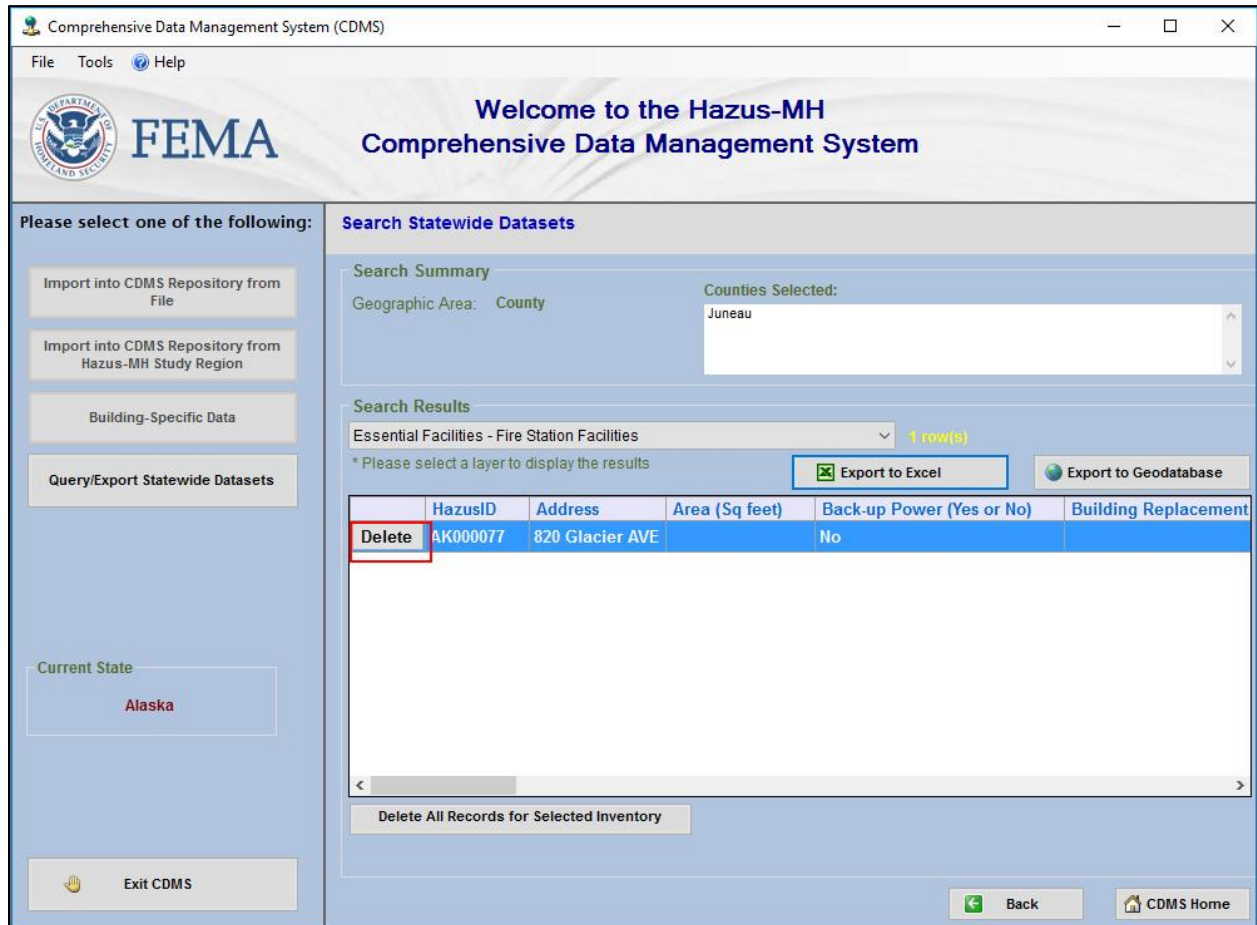 Comprehensive Data Management System (CDMS)
File Tools Help
U.S. DEPARTMENT OF
HOMELAND SECURITY
FEMA
Welcome to the Hazus-MH
Comprehensive Data Management System
Please select one of the following:
Import into CDMS Repository from
File
Import into CDMS Repository from
Hazus-MH Study Region
Building-Specific Data
Query/Export Statewide Datasets
Current State
Alaska
Exit CDMS
Search Statewide Datasets
Search Summary
Geographic Area: County
Counties Selected:
Juneau
Search Results
Essential Facilities - Fire Station Facilities
1 row(s)
* Please select a layer to display the results
Export to Excel
Export to Geodatabase
HazusID Address Area (Sq feet) Back-up Power (Yes or No) Building Replacement
Delete AK000077 820 Glacier AVE No
Delete All Records for Selected Inventory
Back
CDMS Home